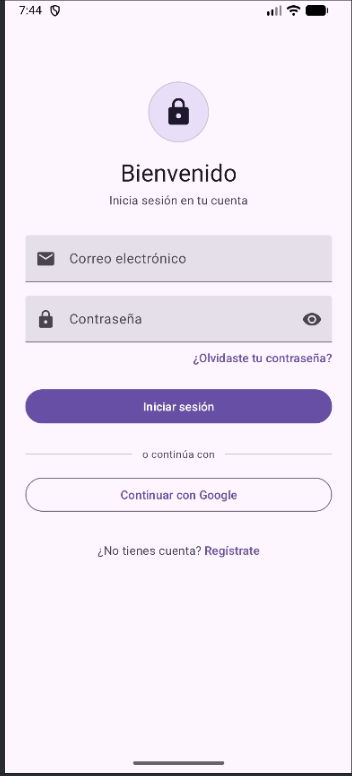 7:44
Bienvenido
Inicia sesión en tu cuenta
Correo electrónico
Contraseña
¿Olvidaste tu contraseña?
Iniciar sesión
o continúa con
Continuar con Google
¿No tienes cuenta? Regístrate